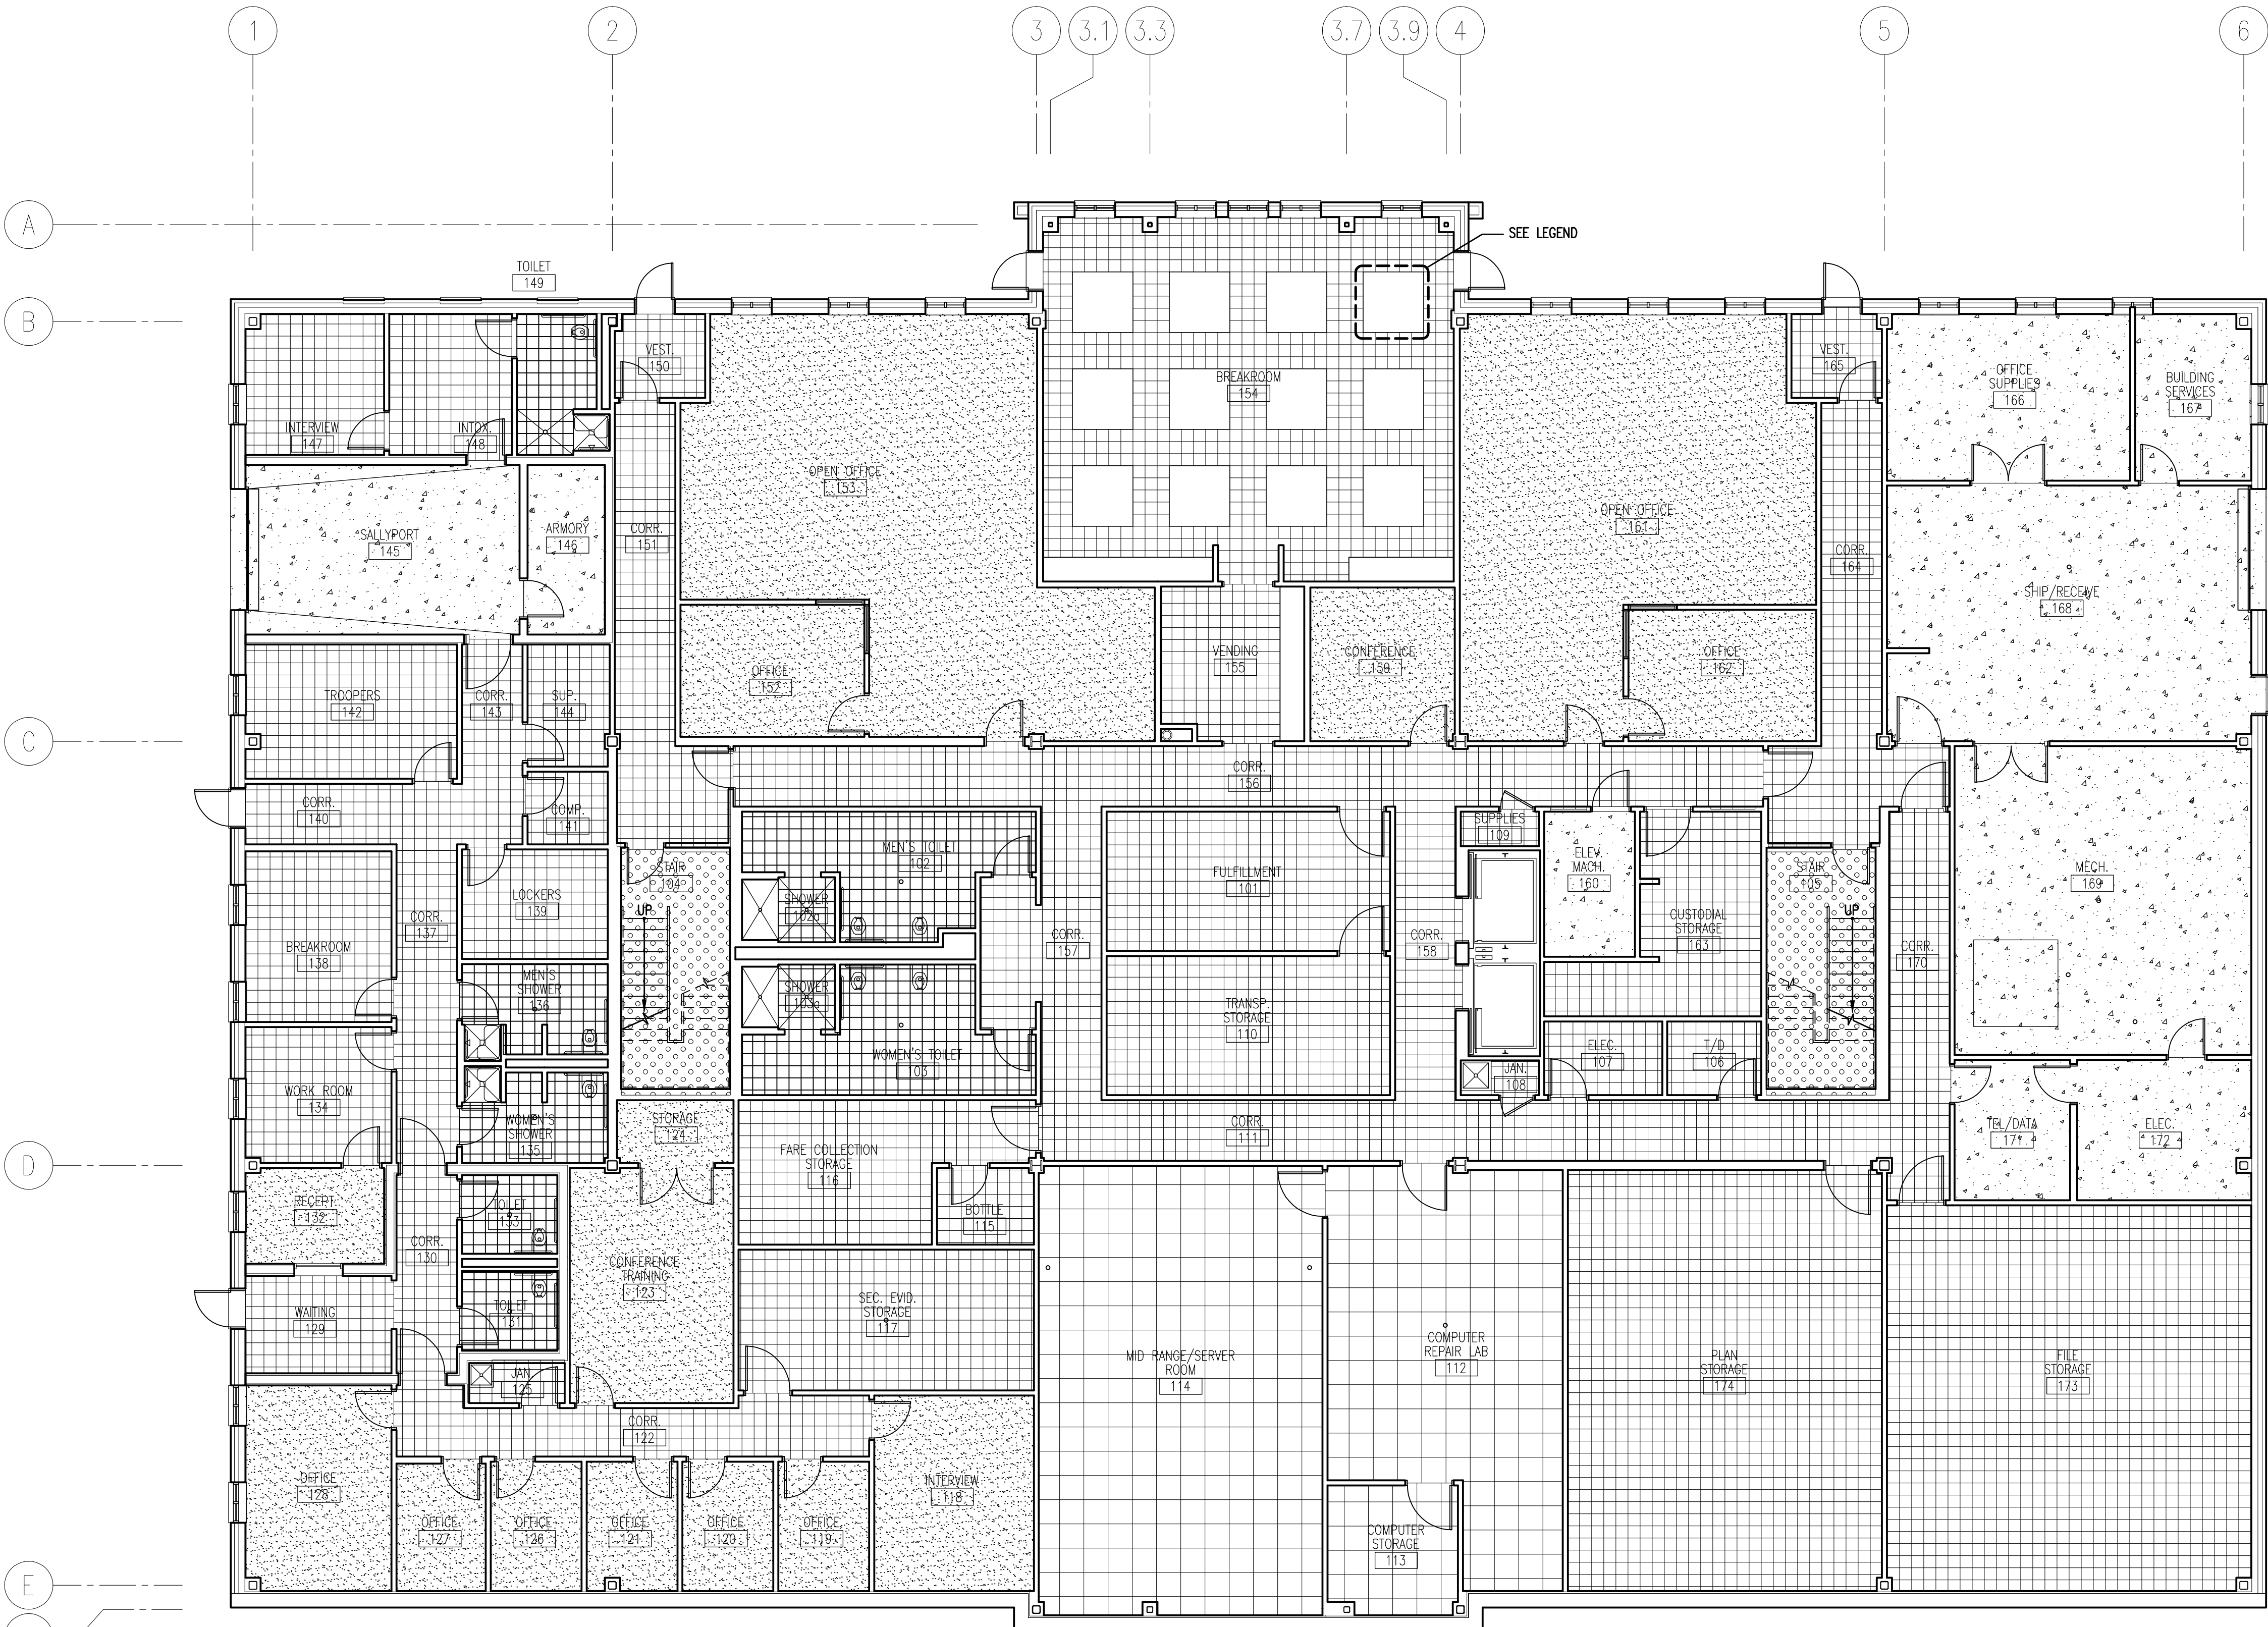 1
2
3
3.1
3.3
3.7
3.9
4
5
6
A
SEE LEGEND
TOILET
149
B
VEST.
150
VEST.
165
OFFICE
SUPPLIES
166
BUILDING
SERVICES
167
BREAKROOM
154
INTERVIEW
147
INTOX.
148
OPEN OFFICE
153
OPEN OFFICE
161
SALLYPORT
145
ARMORY
146
CORR.
151
CORR.
164
SHIP/RECEIVE
168
VENDING
155
CONFERENCE
159
OFFICE
152
OFFICE
162
TROOPERS
142
CORR.
143
SUP.
144
C
CORR.
156
CORR.
140
COMP.
141
SUPPLIES
109
MEN'S TOILET
102
STAIR
104
UP
FULFILLMENT
101
ELEV.
MACH.
160
STAIR
105
UP
MECH.
169
LOCKERS
139
SHOWER
102a
CUSTODIAL
STORAGE
163
CORR.
137
BREAKROOM
138
CORR.
157
CORR.
158
CORR.
170
MEN'S
SHOWER
136
SHOWER
103a
TRANSP.
STORAGE
110
WOMEN'S TOILET
103
ELEC.
107
T/D
106
JAN.
108
WORK ROOM
134
WOMEN'S
SHOWER
135
STORAGE
124
CORR.
111
TEL/DATA
171
ELEC.
172
D
FARE COLLECTION
STORAGE
116
RECEPT.
132
TOILET
133
BOTTLE
115
CORR.
130
CONFERENCE
TRAINING
123
WAITING
129
TOILET
131
SEC. EVID.
STORAGE
117
MID RANGE/SERVER
ROOM
114
COMPUTER
REPAIR LAB
112
PLAN
STORAGE
174
FILE
STORAGE
173
JAN.
125
CORR.
122
OFFICE
128
INTERVIEW
118
OFFICE
127
OFFICE
126
OFFICE
121
OFFICE
120
OFFICE
119
COMPUTER
STORAGE
113
E